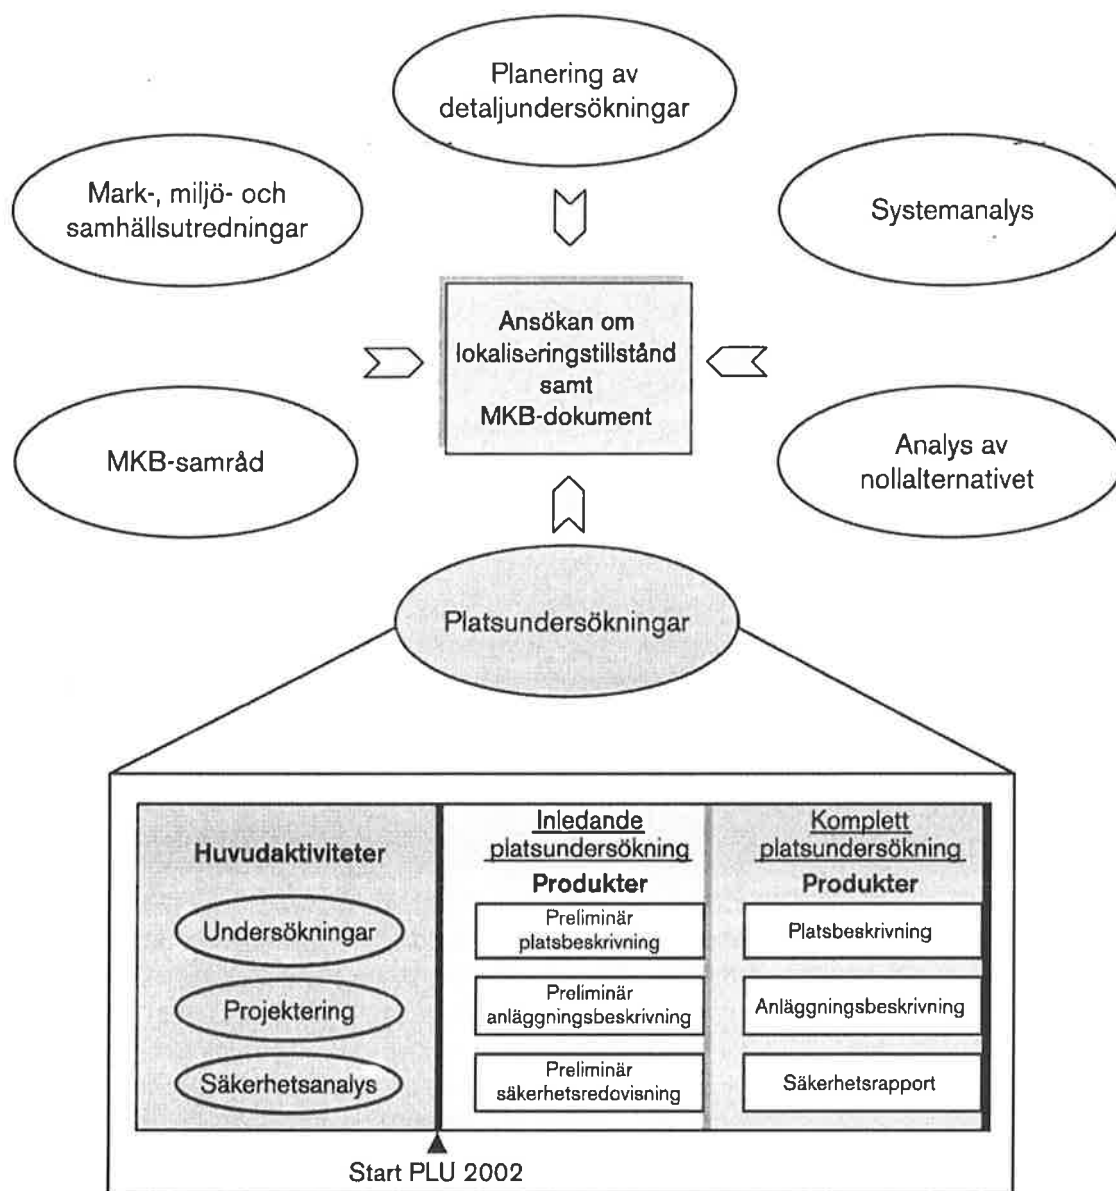 Planering av
detaljundersökningar
Mark-, miljö- och
samhällsutredningar
Systemanalys
Ansökan om
lokaliseringstillstånd
samt
MKB-dokument
MKB-samråd
Analys av
nollalternativet
Platsundersökningar
Huvudaktiviteter
Undersökningar
Projektering
Säkerhetsanalys
Inledande
platsundersökning
Produkter
Preliminär
platsbeskrivning
Preliminär
anläggningsbeskrivning
Preliminär
säkerhetsredovisning
Komplett
platsundersökning
Produkter
Platsbeskrivning
Anläggningsbeskrivning
Säkerhetsrapport
Start PLU 2002